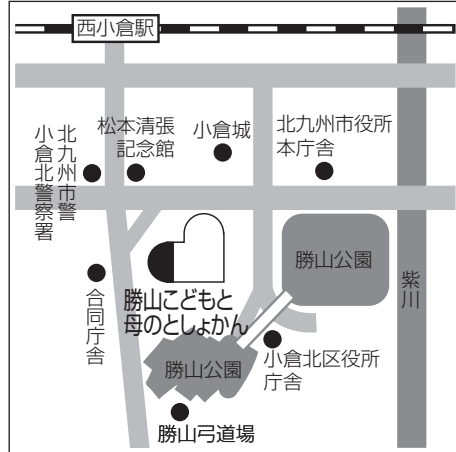 西小倉駅
北九州市警察
小倉北警察署
松本清張
記念館
小倉城
北九州市役所
本庁舎
勝山公園
紫川
合同庁舎
勝山こどもと
母のとしょかん
勝山公園
小倉北区役所
庁舎
勝山弓道場